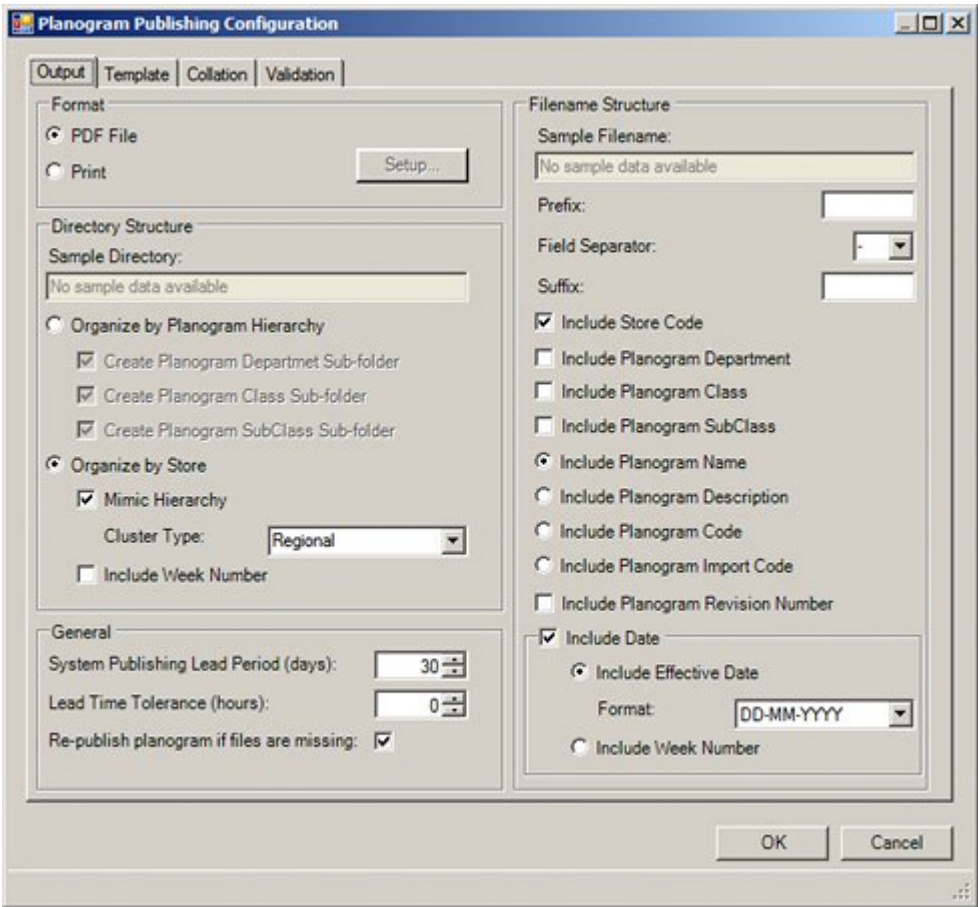 Planogram Publishing Configuration
Output Template Collation Validation
Format
PDF File
Print
Setup...
Directory Structure
Sample Directory:
No sample data available
Organize by Planogram Hierarchy
Create Planogram Departmet Sub-folder
Create Planogram Class Sub-folder
Create Planogram SubClass Sub-folder
Organize by Store
Mimic Hierarchy
Cluster Type: Regional
Include Week Number
General
System Publishing Lead Period (days): 30
Lead Time Tolerance (hours): 0
Re-publish planogram if files are missing:
Filename Structure
Sample Filename:
No sample data available
Prefix:
Field Separator: -
Suffix:
Include Store Code
Include Planogram Department
Include Planogram Class
Include Planogram SubClass
Include Planogram Name
Include Planogram Description
Include Planogram Code
Include Planogram Import Code
Include Planogram Revision Number
Include Date
Include Effective Date
Format: DD-MM-YYYY
Include Week Number
OK Cancel